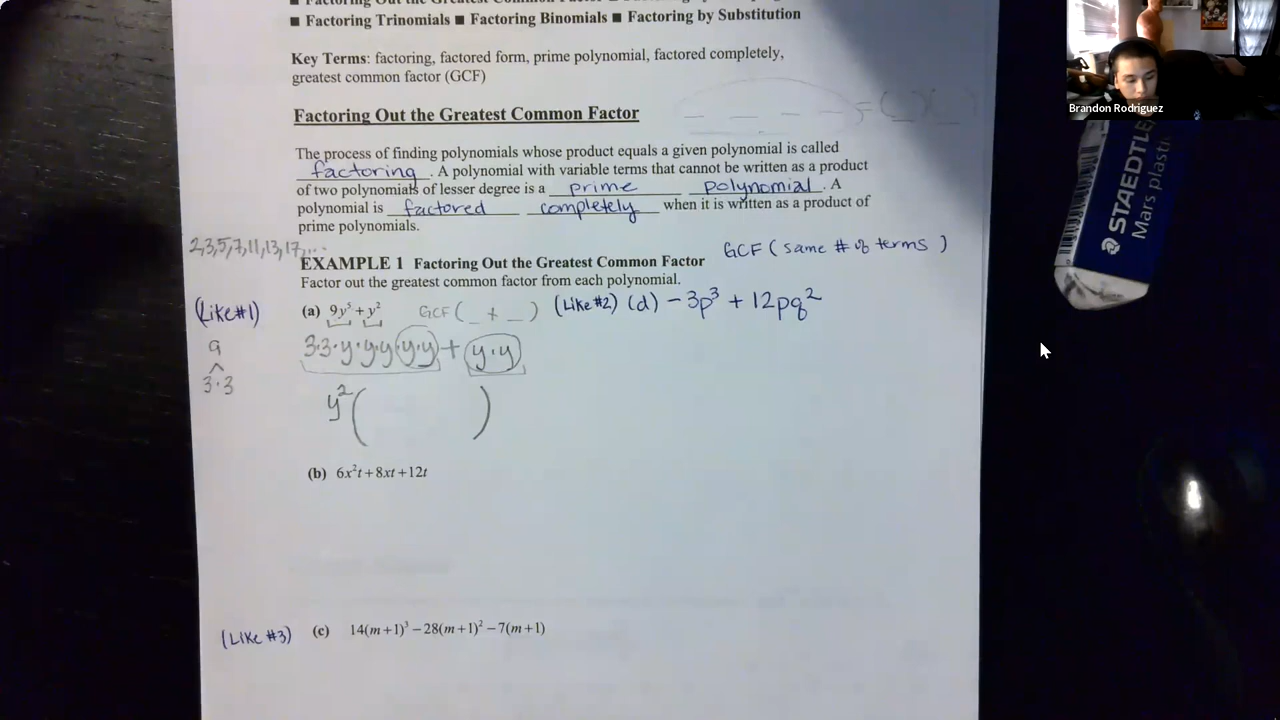 ■ Factoring Trinomials ■ Factoring Binomials ■ Factoring by Substitution
Key Terms: factoring, factored form, prime polynomial, factored completely,
greatest common factor (GCF)
Factoring Out the Greatest Common Factor
_ _ _ _ = (_)(_)
The process of finding polynomials whose product equals a given polynomial is called
factoring. A polynomial with variable terms that cannot be written as a product
of two polynomials of lesser degree is a prime polynomial. A
polynomial is factored completely when it is written as a product of
prime polynomials.
2,3,5,7,11,13,17,...
GCF (same # of terms)
EXAMPLE 1 Factoring Out the Greatest Common Factor
Factor out the greatest common factor from each polynomial.
(Like #1) (a) 9y⁵ + y² GCF(_ + _) (Like #2) (d) −3p³ + 12pq²
9
3·3
3·3·y·y·y·y·y + y·y
y²( )
(b) 6x²t + 8xt + 12t
(Like #3) (c) 14(m+1)³ − 28(m+1)² − 7(m+1)
Brandon Rodriguez
STAEDTLER
Mars plasti